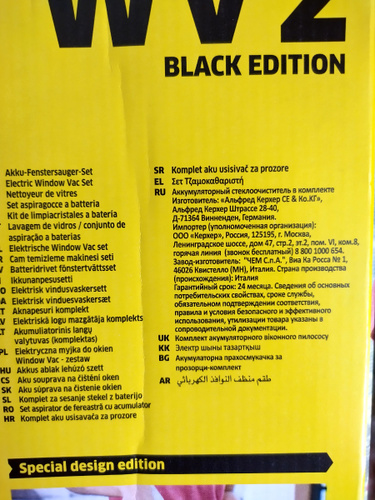 WV 2
BLACK EDITION
Akku-Fenstersauger-Set
Electric Window Vac Set
Nettoyeur de vitres
Set aspiragocce a batteria
Kit de limpiacristales a bateria
Lavagem de vidros / conjunto de
aspiração a baterias
Elektrische Window Vac set
Cam temizleme makinesi seti
Batteridrivet fönstertvättsset
Ikkunanpesusetti
Elektrisk vindusvaskersett
Elektrisk vinduesvaskersæt
Aknapesuri komplekt
Elektriskā logu mazgātāja komplekts
Akumuliatorinis langų
valytuvas (komplektas)
PL Elektryczna myjka do okien
Window Vac - zestaw
HU Akkus ablak lehúzó szett
CS Aku souprava na čištění oken
SK Aku súprava na čistenie okien
SL Komplet za sesanje stekel z baterijo
RO Set aspirator de fereastră cu acumulator
HR Komplet aku usisavača za prozore
SR Komplet aku usisivač za prozore
EL Σετ Τζαμοκαθαριστή
RU Аккумуляторный стеклоочиститель в комплекте
Изготовитель: «Альфред Керхер СЕ & Ко.КГ»,
Альфред Керхер Штрассе 28-40,
Д-71364 Винненден, Германия.
Импортер (уполномоченная организация):
ООО «Керхер», Россия, 125195, г. Москва,
Ленинградское шоссе, дом 47, стр.2, эт.2, пом. VI, ком.8,
горячая линия (звонок бесплатный) 8 800 1000 654.
Завод-изготовитель: "ЧЕМ С.п.А.", Виа Ка Росса № 1,
46026 Квистелло (МН), Италия. Страна производства
(происхождения): Италия
Гарантийный срок: 24 месяца. Сведения об основных
потребительских свойствах, сроке службы,
обязательном подтверждении соответствия,
правила и условия безопасного и эффективного
использования, утилизации товара указаны в
сопроводительной документации.
UK Комплект акумуляторного віконного пилососу
KK Электр шыны тазартқыш
BG Акумулаторна прахосмукачка за
прозорци-комплект
AR طقم منظف النوافذ الكهربائي
Special design edition